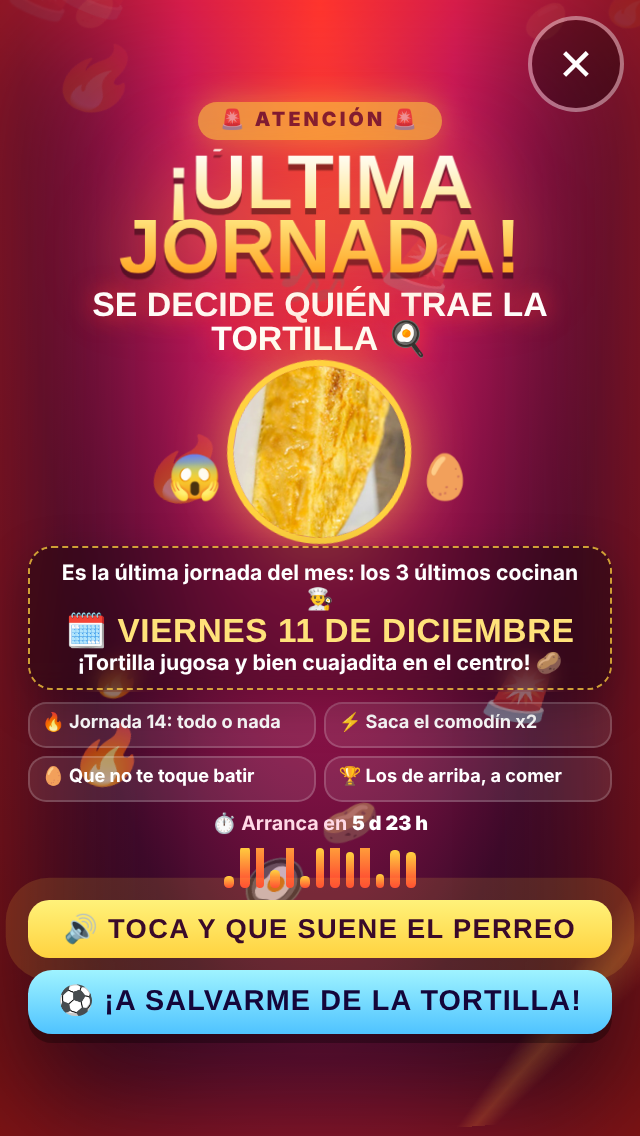 🚨 ATENCIÓN 🚨
¡ÚLTIMA
JORNADA!
SE DECIDE QUIÉN TRAE LA
TORTILLA 🍳
Es la última jornada del mes: los 3 últimos cocinan
👨‍🍳
🗓️ VIERNES 11 DE DICIEMBRE
¡Tortilla jugosa y bien cuajadita en el centro! 🥔
🔥 Jornada 14: todo o nada
⚡ Saca el comodín x2
🥚 Que no te toque batir
🏆 Los de arriba, a comer
⏱️ Arranca en 5 d 23 h
🔊 TOCA Y QUE SUENE EL PERREO
⚽ ¡A SALVARME DE LA TORTILLA!